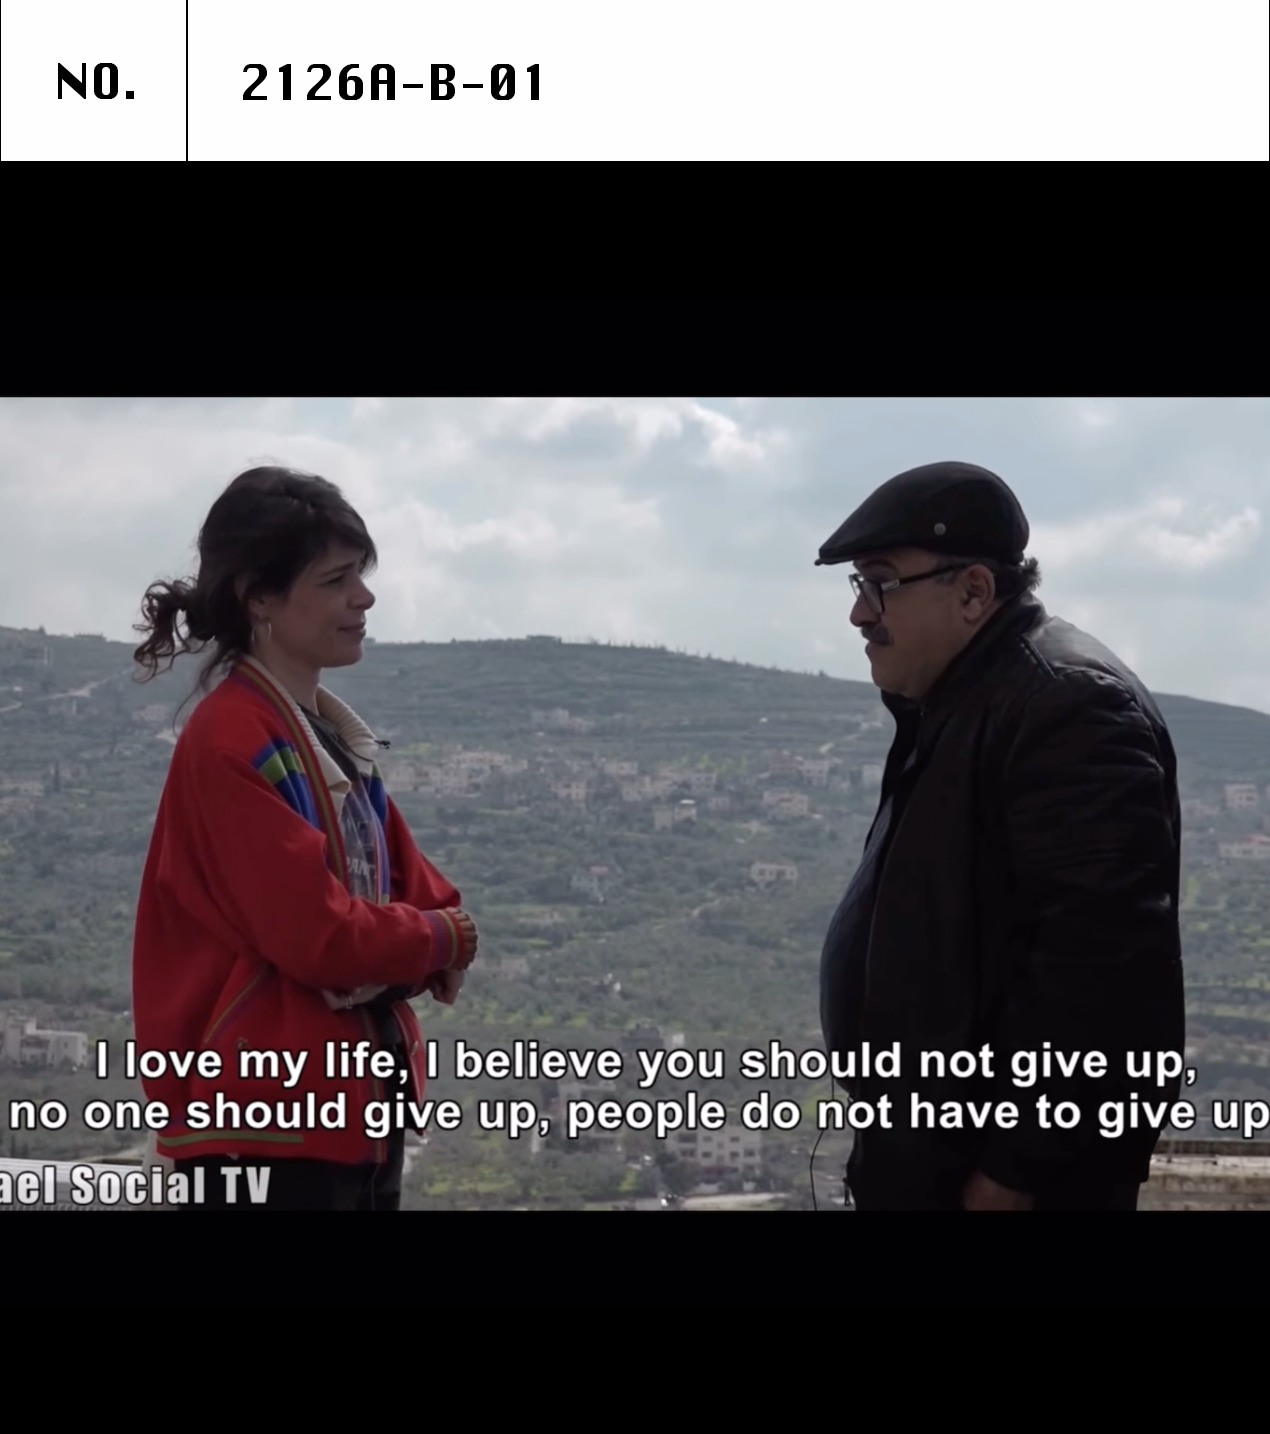 NO. 2126A-B-01
I love my life, I believe you should not give up,
no one should give up, people do not have to give up
ael Social TV